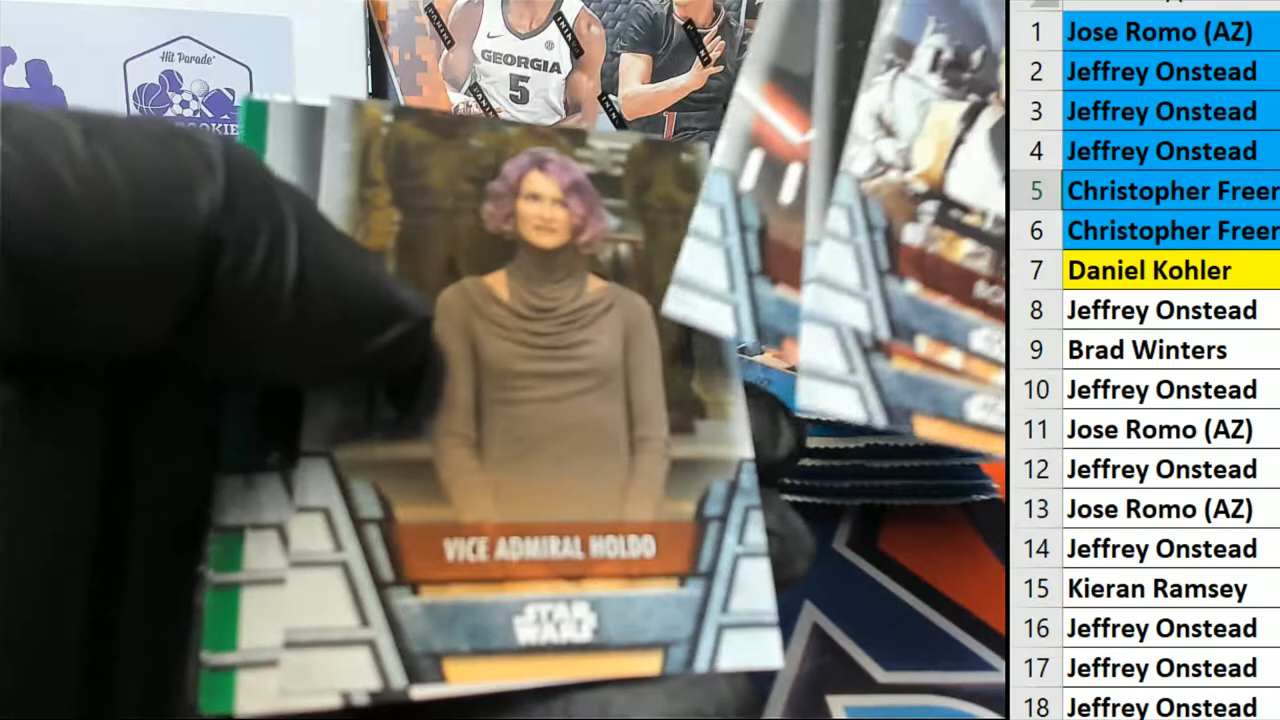 Hit Parade
ROOKIE
PANINI
GEORGIA
5
1
VICE ADMIRAL HOLDO
STAR
WARS
1 Jose Romo (AZ)
2 Jeffrey Onstead
3 Jeffrey Onstead
4 Jeffrey Onstead
5 Christopher Freer
6 Christopher Freer
7 Daniel Kohler
8 Jeffrey Onstead
9 Brad Winters
10 Jeffrey Onstead
11 Jose Romo (AZ)
12 Jeffrey Onstead
13 Jose Romo (AZ)
14 Jeffrey Onstead
15 Kieran Ramsey
16 Jeffrey Onstead
17 Jeffrey Onstead
18 Jeffrey Onstead